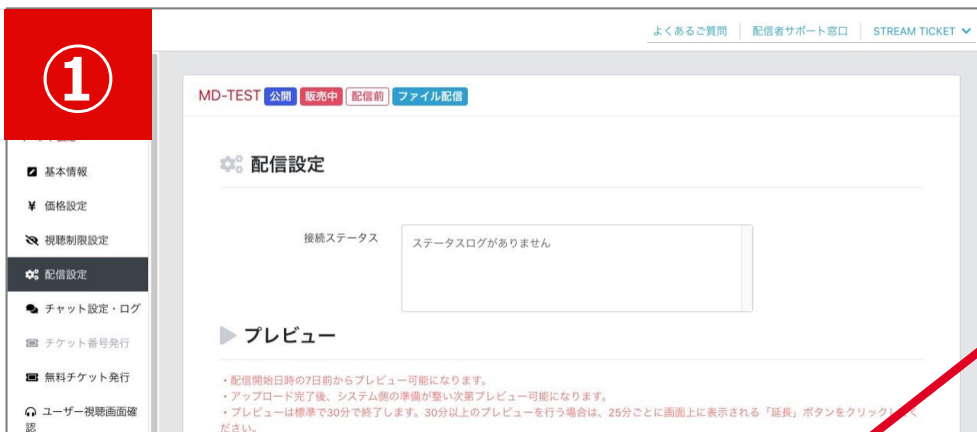 ①
よくあるご質問 配信者サポート窓口 STREAM TICKET
MD-TEST 公開 販売中 配信前 ファイル配信
基本情報
価格設定
視聴制限設定
配信設定
チャット設定・ログ
チケット番号発行
無料チケット発行
ユーザー視聴画面確
認
配信設定
接続ステータス ステータスログがありません
プレビュー
・配信開始日時の7日前からプレビュー可能になります。
・アップロード完了後、システム側の準備が整い次第プレビュー可能になります。
・プレビューは標準で30分で終了します。30分以上のプレビューを行う場合は、25分ごとに画面上に表示される「延長」ボタンをクリック く
ださい。